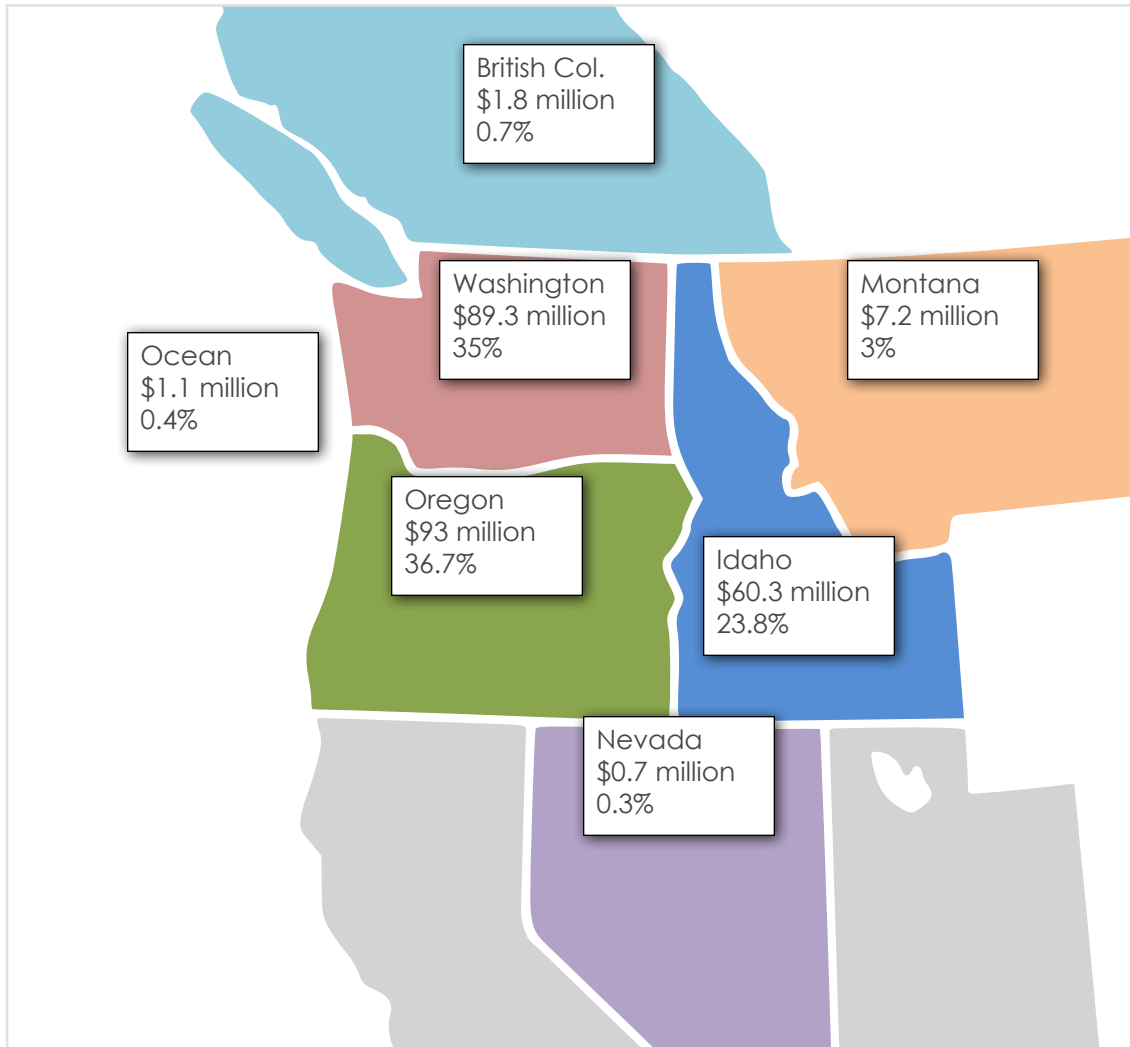 British Col.
$1.8 million
0.7%
Washington
$89.3 million
35%
Montana
$7.2 million
3%
Ocean
$1.1 million
0.4%
Oregon
$93 million
36.7%
Idaho
$60.3 million
23.8%
Nevada
$0.7 million
0.3%